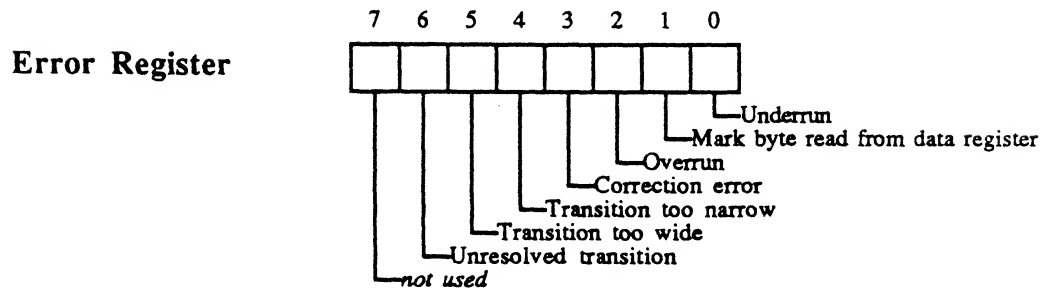 7 6 5 4 3 2 1 0
Error Register
Underrun
Mark byte read from data register
Overrun
Correction error
Transition too narrow
Transition too wide
Unresolved transition
not used